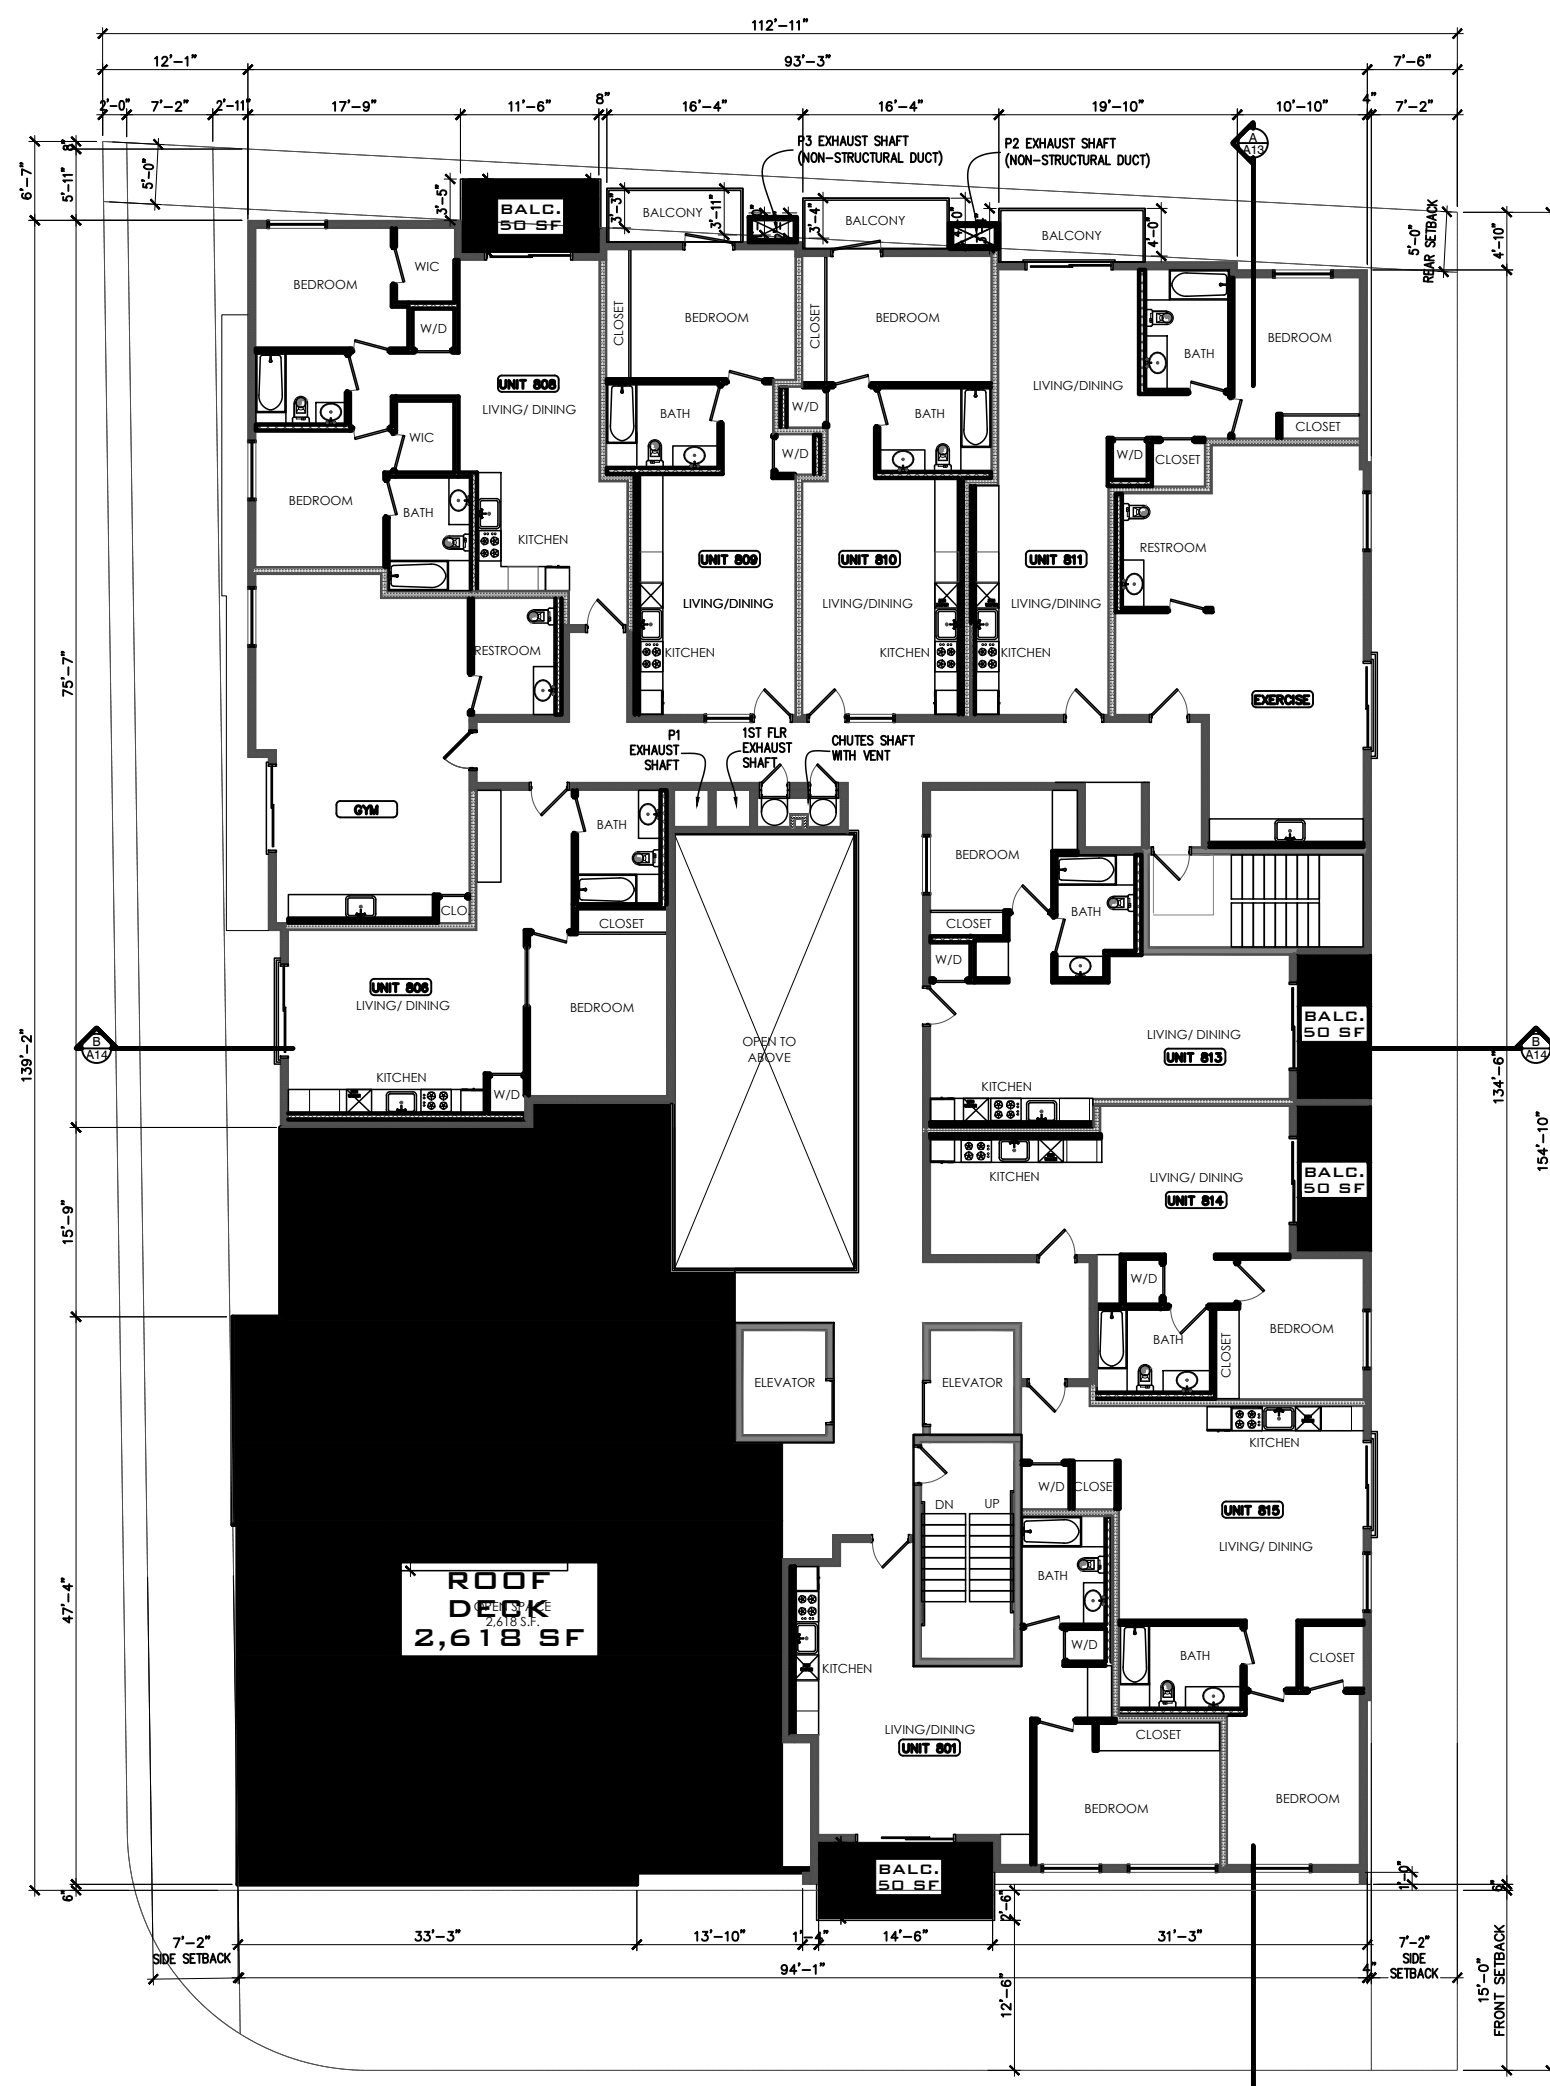 112'-11"
12'-1"
93'-3"
7'-6"
2'-0"
7'-2"
2'-11"
17'-9"
11'-6"
8"
16'-4"
16'-4"
19'-10"
10'-10"
4"
7'-2"
P3 EXHAUST SHAFT
(NON-STRUCTURAL DUCT)
P2 EXHAUST SHAFT
(NON-STRUCTURAL DUCT)
A
A13
6'-7"
8"
5'-11"
5'-0"
3'-5"
BALC.
50 SF
3'-3"
BALCONY
3'-11"
3'-4"
BALCONY
BALCONY
4'-0"
5'-0"
REAR SETBACK
4'-10"
BEDROOM
WIC
W/D
UNIT 808
LIVING/ DINING
WIC
BEDROOM
BATH
KITCHEN
CLOSET
BEDROOM
BATH
W/D
W/D
UNIT 809
LIVING/DINING
KITCHEN
CLOSET
BEDROOM
BATH
UNIT 810
LIVING/DINING
KITCHEN
LIVING/DINING
BATH
BEDROOM
CLOSET
W/D
CLOSET
UNIT 811
LIVING/DINING
KITCHEN
RESTROOM
EXERCISE
RESTROOM
75'-7"
P1
EXHAUST
SHAFT
1ST FLR
EXHAUST
SHAFT
CHUTES SHAFT
WITH VENT
GYM
CLO
BATH
CLOSET
BEDROOM
UNIT 806
LIVING/ DINING
KITCHEN
W/D
OPEN TO
ABOVE
BEDROOM
CLOSET
BATH
W/D
LIVING/ DINING
UNIT 813
KITCHEN
BALC.
50 SF
B
A14
B
A14
139'-2"
134'-6"
154'-10"
KITCHEN
LIVING/ DINING
UNIT 814
BALC.
50 SF
W/D
BATH
CLOSET
BEDROOM
15'-9"
ELEVATOR
ELEVATOR
KITCHEN
W/D
CLOSE
UNIT 815
LIVING/ DINING
DN
UP
BATH
W/D
BATH
CLOSET
47'-4"
ROOF
DECK
2,618 SF
OPEN SPACE
2,618 S.F.
KITCHEN
LIVING/DINING
UNIT 801
CLOSET
BEDROOM
BEDROOM
BALC.
50 SF
6"
2'-6"
1'-0"
6"
7'-2"
SIDE SETBACK
33'-3"
13'-10"
1'-4"
14'-6"
31'-3"
7'-2"
SIDE
SETBACK
94'-1"
4"
12'-6"
15'-0"
FRONT SETBACK